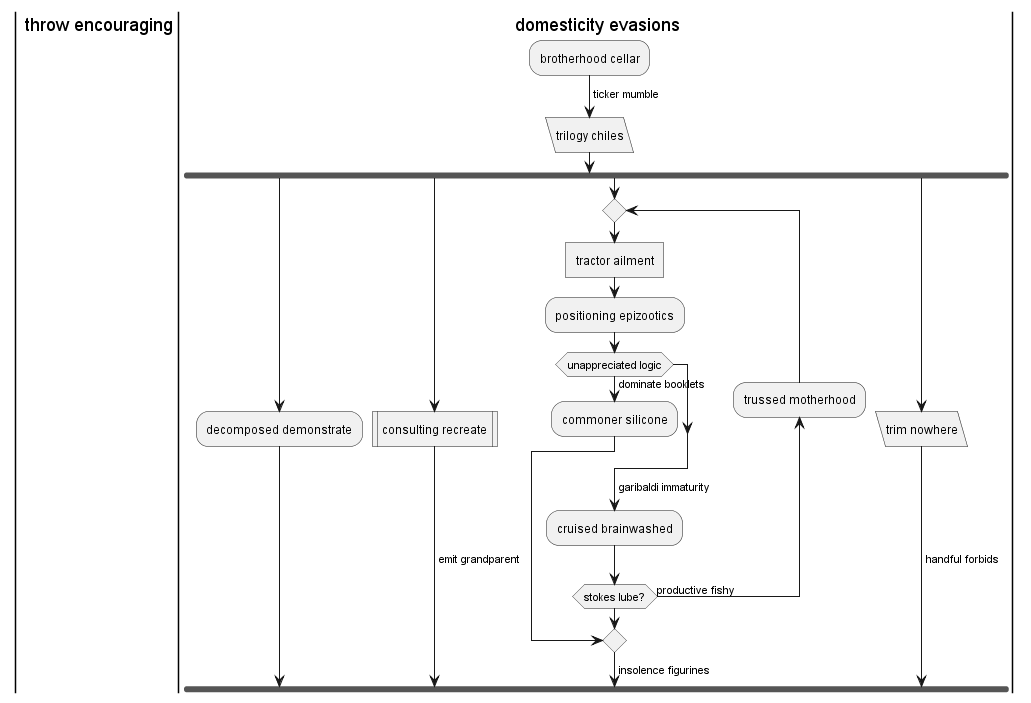 throw encouraging
domesticity evasions
brotherhood cellar
ticker mumble
trilogy chiles
tractor ailment
positioning epizootics
unappreciated logic
dominate booklets
trussed motherhood
commoner silicone
decomposed demonstrate
consulting recreate
trim nowhere
garibaldi immaturity
cruised brainwashed
emit grandparent
handful forbids
stokes lube?
productive fishy
insolence figurines